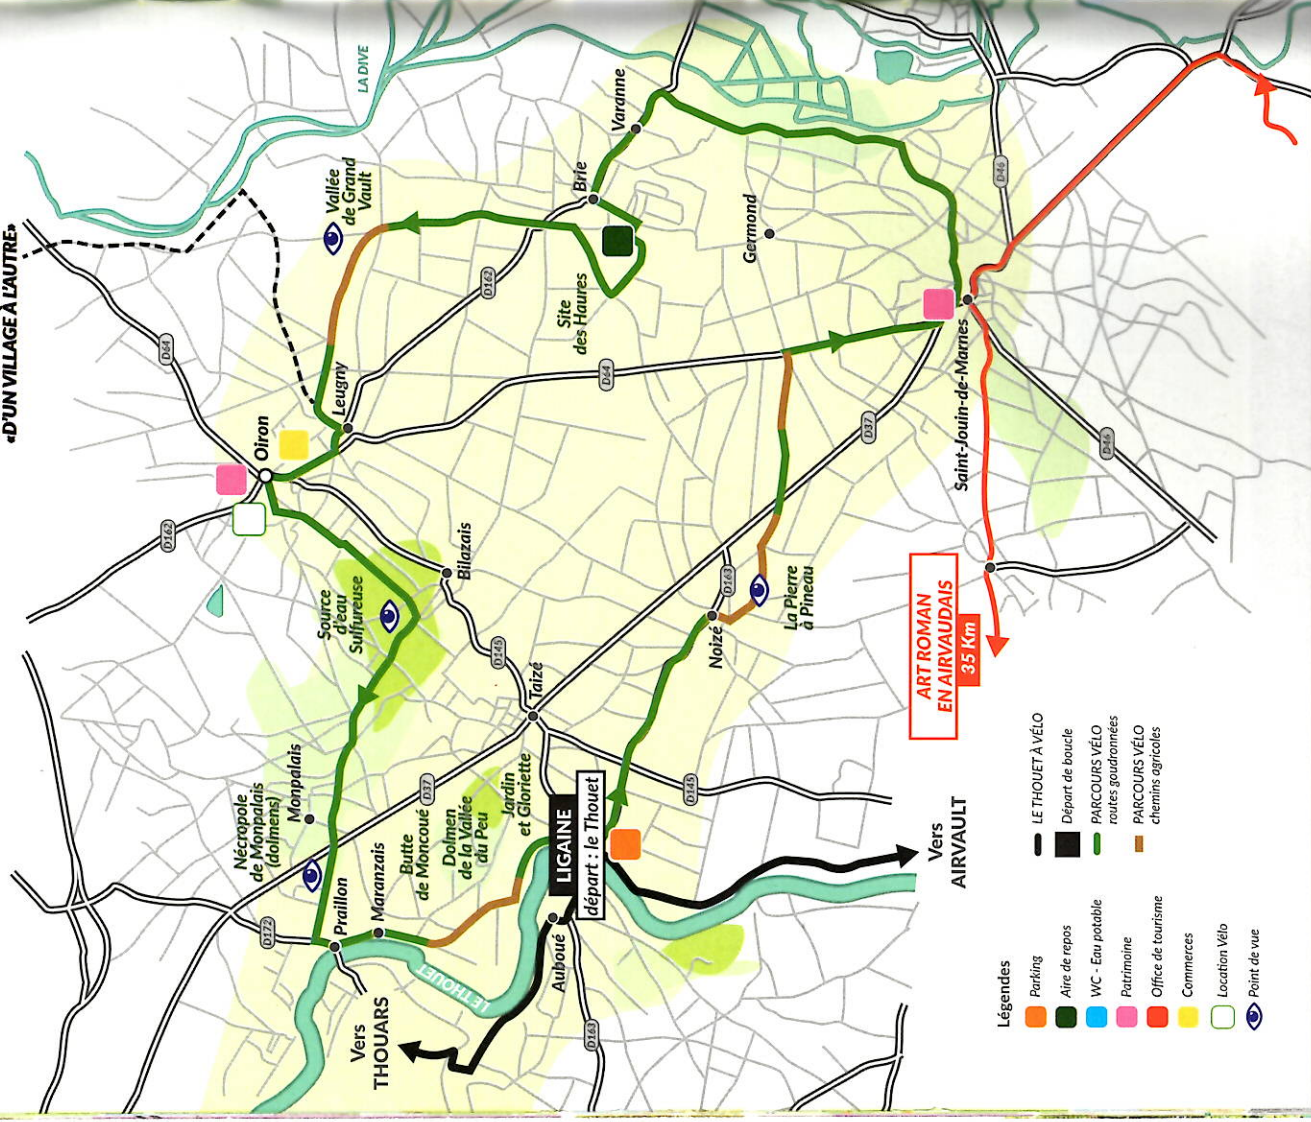 «D'UN VILLAGE À L'AUTRE»
LA DIVE
D64
D162
Oiron
Leugny
Vallée
de Grand
Vault
D162
Brie
Varanne
Site
des Haures
Germond
D64
D46
Saint-Jouin-de-Marnes
D37
D46
Source
d'eau
Sulfureuse
Bilazais
D145
Taizé
Noizé
D163
La Pierre
à Pineau
D145
Nécropole
de Monpalais
(dolmens)
Monpalais
D37
D172
Praillon
Maranzais
Butte
de Moncoué
Dolmen
de la Vallée
du Peu
Jardin
et Gloriette
LIGAINE
départ : le Thouet
Auboué
LE THOUET
D163
Vers
THOUARS
Vers
AIRVAULT
ART ROMAN
EN AIRVAUDAIS
35 Km
Légendes
Parking
Aire de repos
WC - Eau potable
Patrimoine
Office de tourisme
Commerces
Location Vélo
Point de vue
LE THOUET À VÉLO
Départ de boucle
PARCOURS VÉLO
routes goudronnées
PARCOURS VÉLO
chemins agricoles